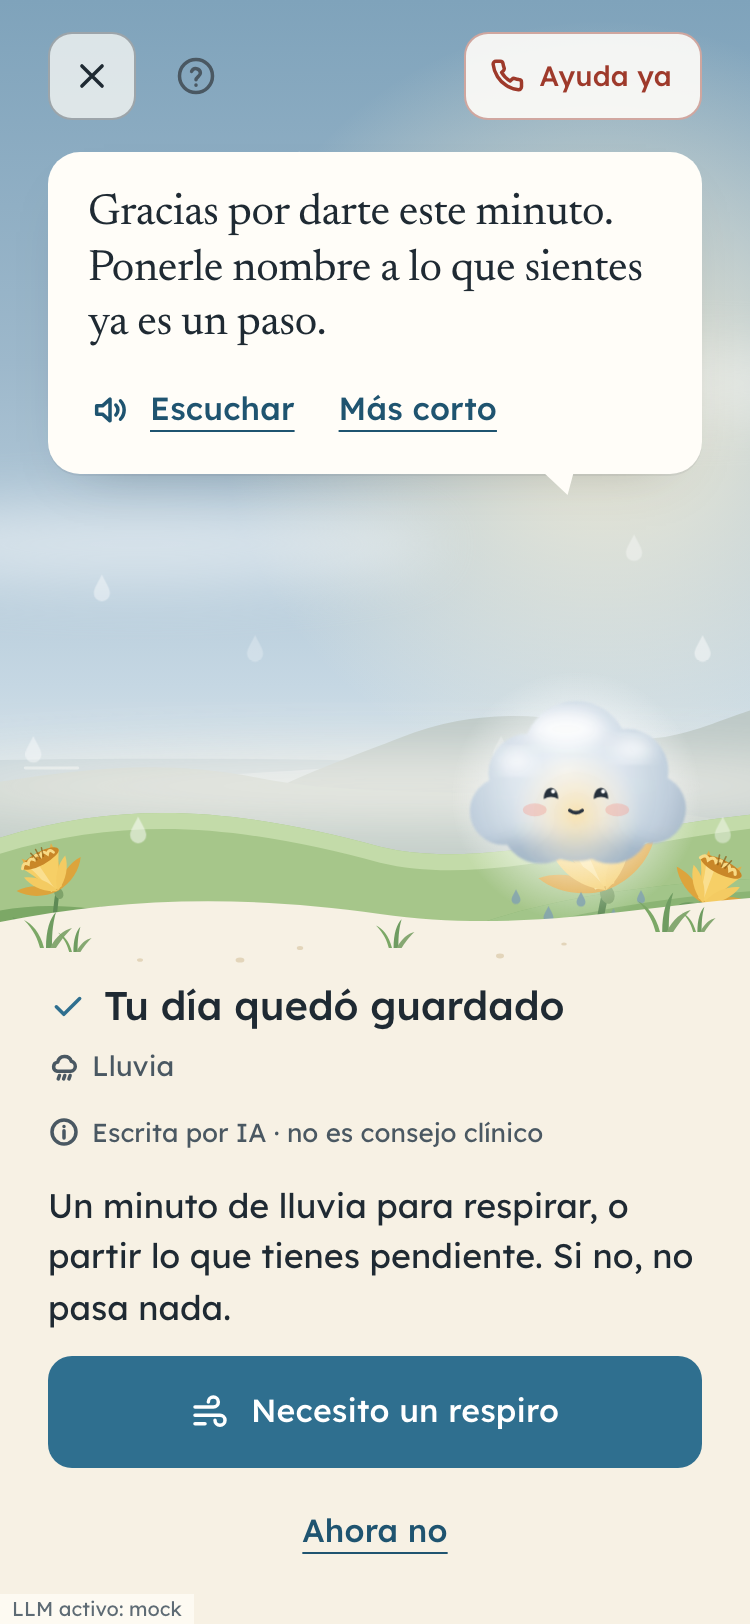 Ayuda ya
Gracias por darte este minuto.
Ponerle nombre a lo que sientes
ya es un paso.
Escuchar Más corto
Tu día quedó guardado
Lluvia
Escrita por IA · no es consejo clínico
Un minuto de lluvia para respirar, o
partir lo que tienes pendiente. Si no, no
pasa nada.
Necesito un respiro
Ahora no
LLM activo: mock